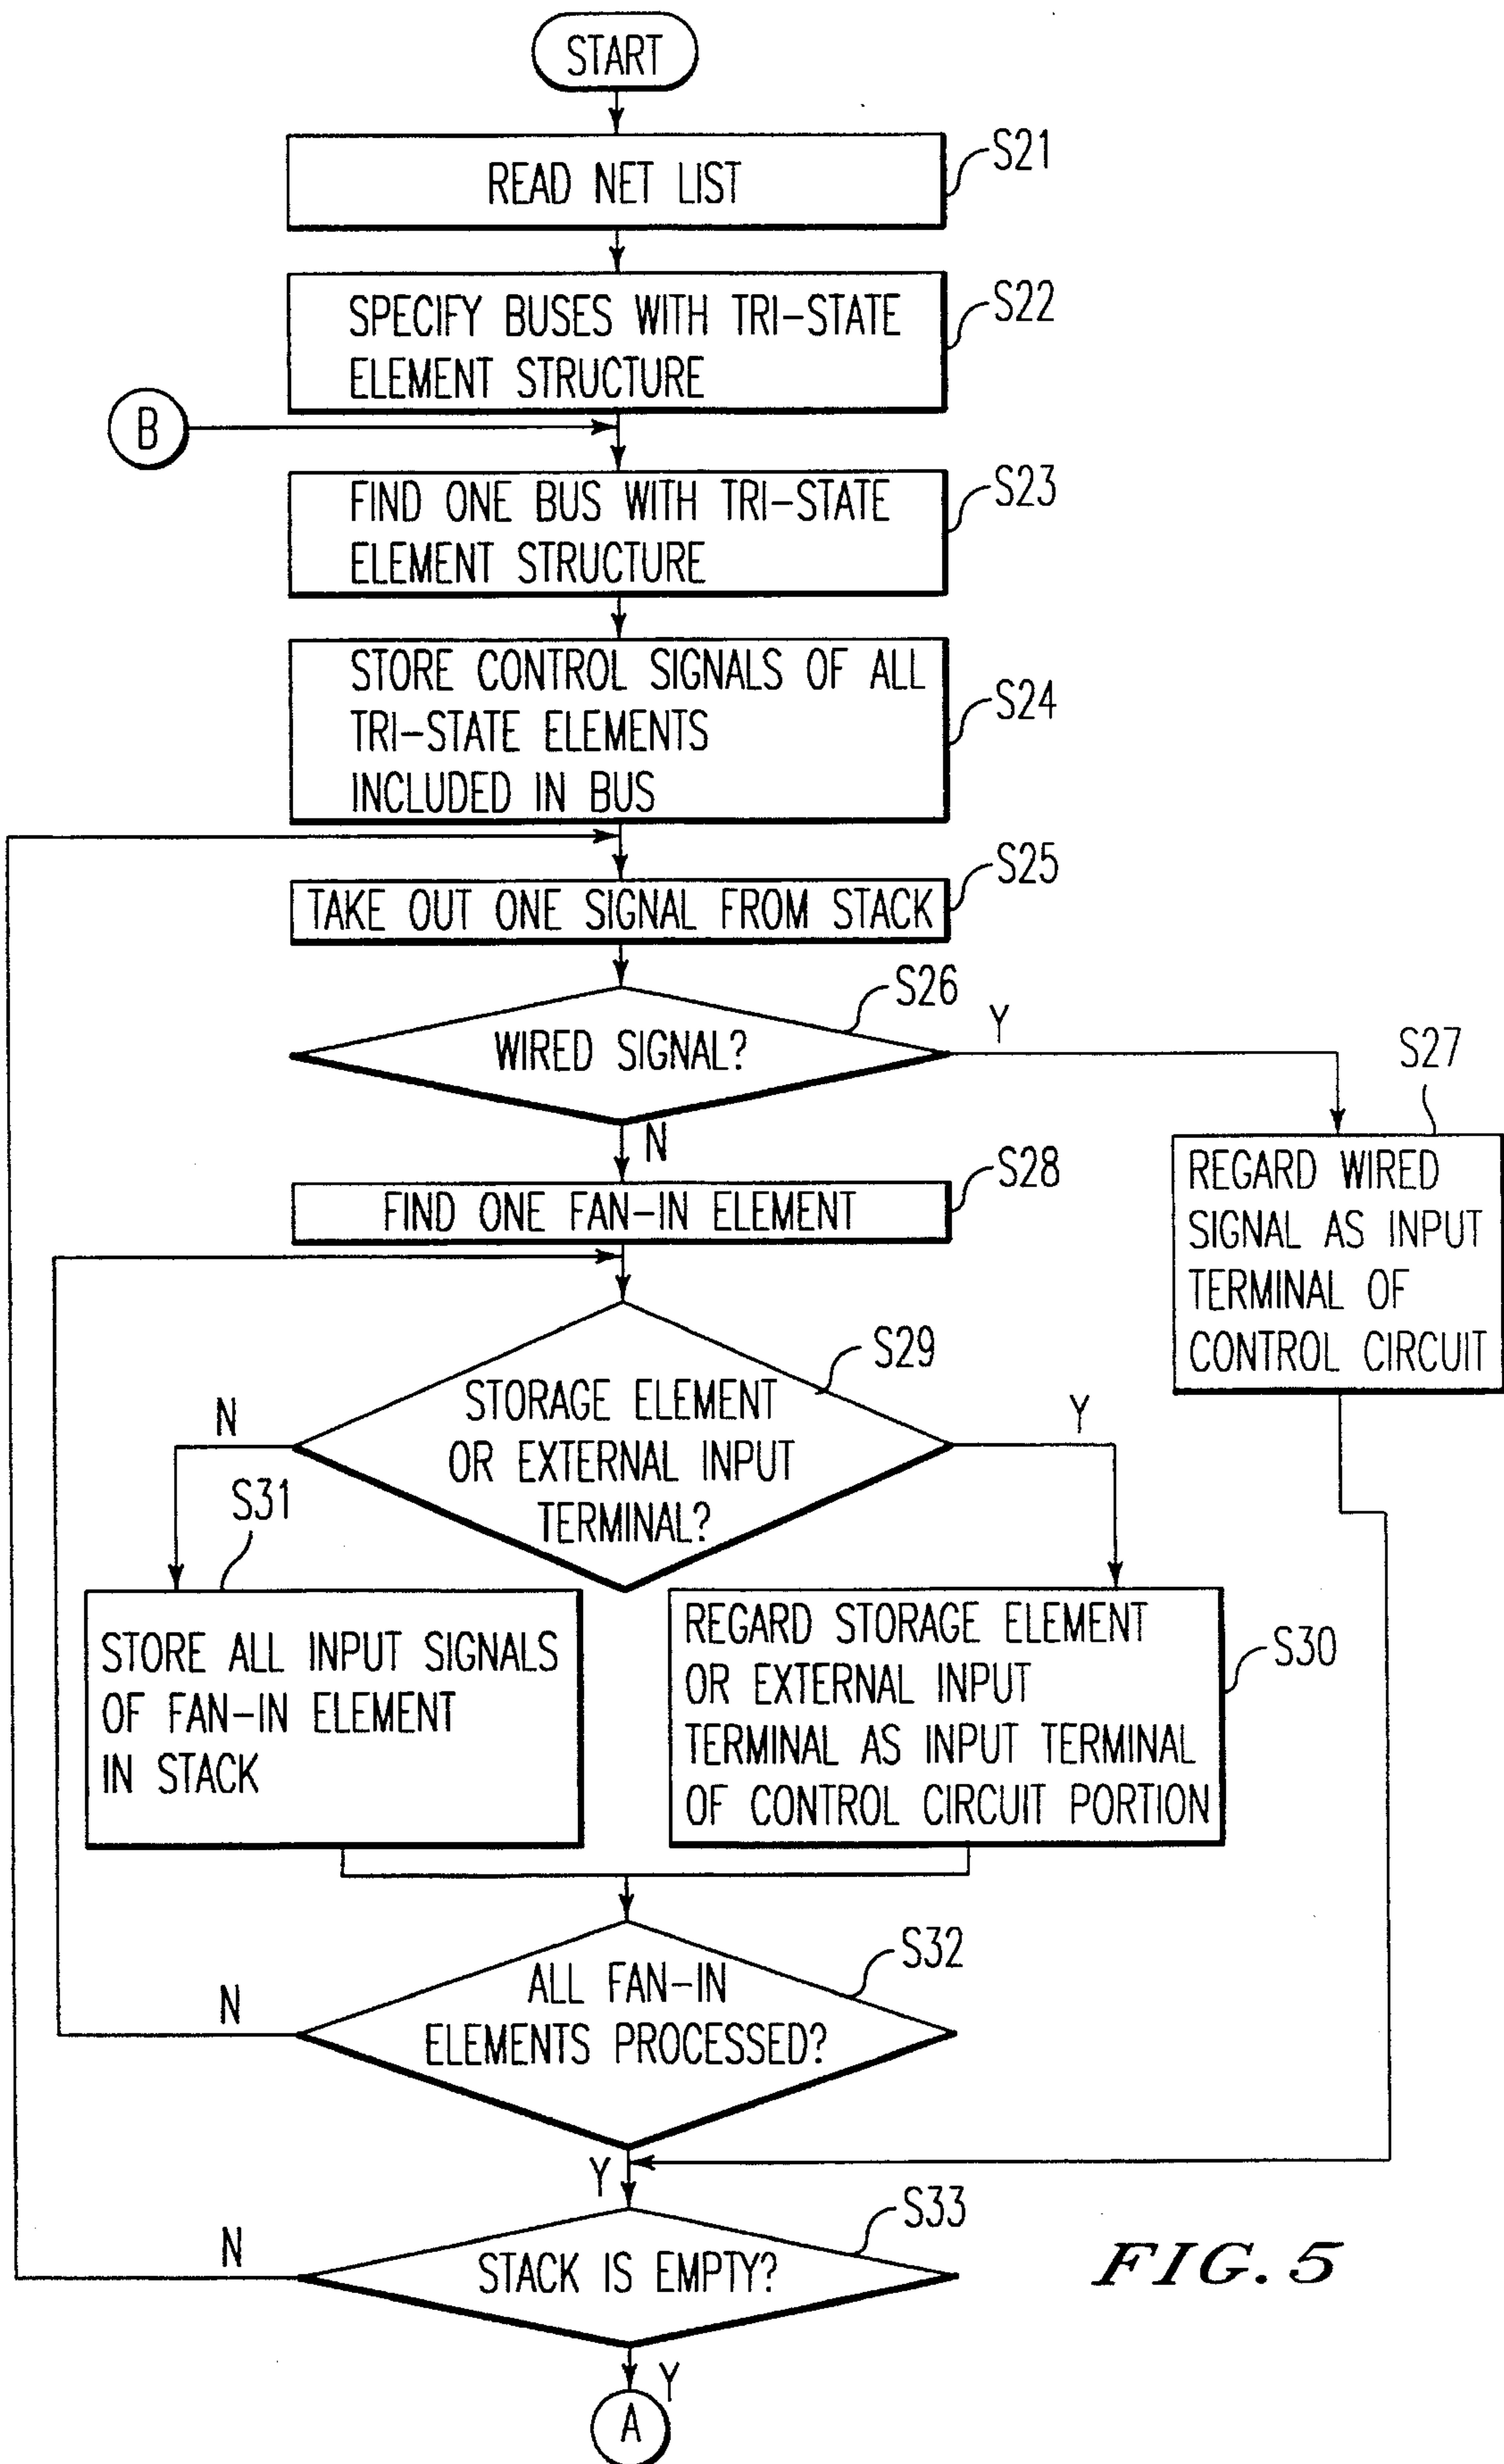 START
S21
READ NET LIST
S22
SPECIFY BUSES WITH TRI-STATE
ELEMENT STRUCTURE
B
S23
FIND ONE BUS WITH TRI-STATE
ELEMENT STRUCTURE
S24
STORE CONTROL SIGNALS OF ALL
TRI-STATE ELEMENTS
INCLUDED IN BUS
S25
TAKE OUT ONE SIGNAL FROM STACK
S26
WIRED SIGNAL?
Y
S27
N
REGARD WIRED
SIGNAL AS INPUT
TERMINAL OF
CONTROL CIRCUIT
S28
FIND ONE FAN-IN ELEMENT
S29
STORAGE ELEMENT
OR EXTERNAL INPUT
TERMINAL?
N
Y
S31
STORE ALL INPUT SIGNALS
OF FAN-IN ELEMENT
IN STACK
REGARD STORAGE ELEMENT
OR EXTERNAL INPUT
TERMINAL AS INPUT TERMINAL
OF CONTROL CIRCUIT PORTION
S30
S32
ALL FAN-IN
ELEMENTS PROCESSED?
N
Y
S33
STACK IS EMPTY?
N
Y
A
FIG. 5